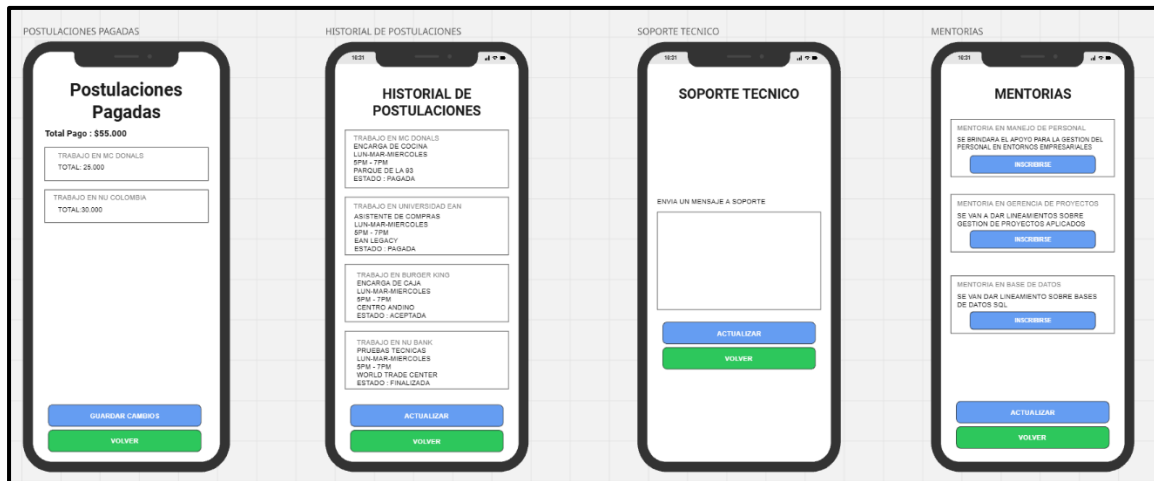 POSTULACIONES PAGADAS
Postulaciones
Pagadas
Total Pago : $55.000
TRABAJO EN MC DONALS
TOTAL: 25.000
TRABAJO EN NU COLOMBIA
TOTAL:30.000
GUARDAR CAMBIOS
VOLVER
HISTORIAL DE POSTULACIONES
16:21
HISTORIAL DE
POSTULACIONES
TRABAJO EN MC DONALS
ENCARGA DE COCINA
LUN-MAR-MIERCOLES
5PM - 7PM
PARQUE DE LA 93
ESTADO : PAGADA
TRABAJO EN UNIVERSIDAD EAN
ASISTENTE DE COMPRAS
LUN-MAR-MIERCOLES
5PM - 7PM
EAN LEGACY
ESTADO : PAGADA
TRABAJO EN BURGER KING
ENCARGA DE CAJA
LUN-MAR-MIERCOLES
5PM - 7PM
CENTRO ANDINO
ESTADO : ACEPTADA
TRABAJO EN NU BANK
PRUEBAS TECNICAS
LUN-MAR-MIERCOLES
5PM - 7PM
WORLD TRADE CENTER
ESTADO : FINALIZADA
ACTUALIZAR
VOLVER
SOPORTE TECNICO
16:21
SOPORTE TECNICO
ENVIA UN MENSAJE A SOPORTE
ACTUALIZAR
VOLVER
MENTORIAS
16:21
MENTORIAS
MENTORIA EN MANEJO DE PERSONAL
SE BRINDARA EL APOYO PARA LA GESTION DEL
PERSONAL EN ENTORNOS EMPRESARIALES
INSCRIBIRSE
MENTORIA EN GERENCIA DE PROYECTOS
SE VAN A DAR LINEAMIENTOS SOBRE
GESTION DE PROYECTOS APLICADOS
INSCRIBIRSE
MENTORIA EN BASE DE DATOS
SE VAN DAR LINEAMIENTO SOBRE BASES
DE DATOS SQL
INSCRIBIRSE
ACTUALIZAR
VOLVER